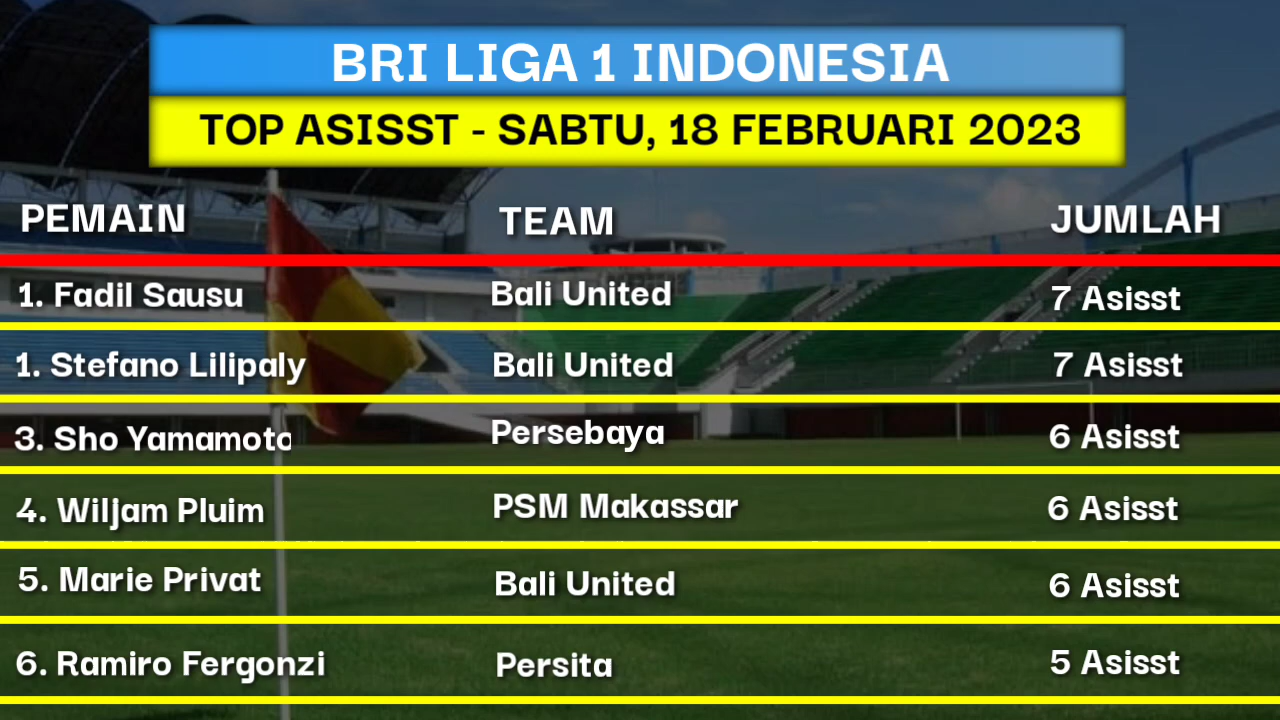 BRI LIGA 1 INDONESIA
TOP ASISST - SABTU, 18 FEBRUARI 2023
PEMAIN TEAM JUMLAH
1. Fadil Sausu Bali United 7 Asisst
1. Stefano Lilipaly Bali United 7 Asisst
3. Sho Yamamoto Persebaya 6 Asisst
4. Wiljam Pluim PSM Makassar 6 Asisst
5. Marie Privat Bali United 6 Asisst
6. Ramiro Fergonzi Persita 5 Asisst